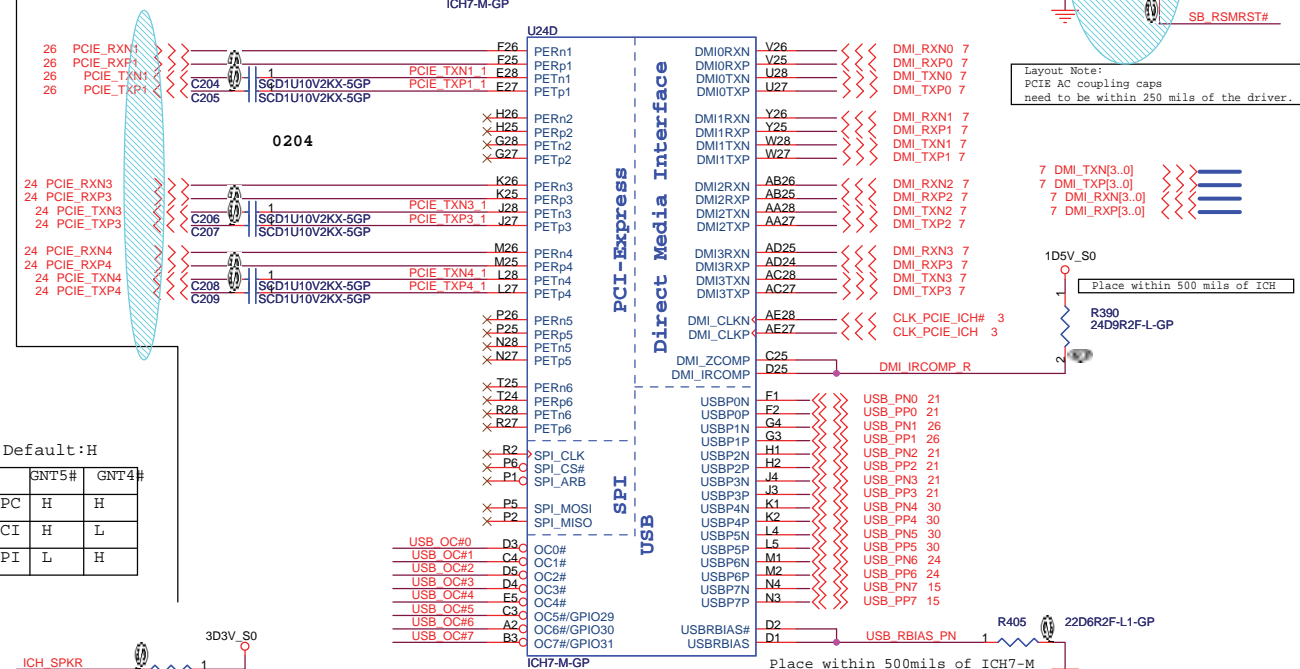 ICH7-M-GP
U24D
SB_RSMRST#
Layout Note:
PCIE AC coupling caps
need to be within 250 mils of the driver.
26 PCIE_RXN1
26 PCIE_RXP1
26 PCIE_TXN1
26 PCIE_TXP1
C204 SCD1U10V2KX-5GP
C205 SCD1U10V2KX-5GP
1
PCIE_TXN1_1
PCIE_TXP1_1
0204
24 PCIE_RXN3
24 PCIE_RXP3
24 PCIE_TXN3
24 PCIE_TXP3
C206 SCD1U10V2KX-5GP
C207 SCD1U10V2KX-5GP
1
PCIE_TXN3_1
PCIE_TXP3_1
24 PCIE_RXN4
24 PCIE_RXP4
24 PCIE_TXN4
24 PCIE_TXP4
C208 SCD1U10V2KX-5GP
C209 SCD1U10V2KX-5GP
1
PCIE_TXN4_1
PCIE_TXP4_1
F26 PERn1
F25 PERp1
E28 PETn1
E27 PETp1
H26 PERn2
H25 PERp2
G28 PETn2
G27 PETp2
K26 PERn3
K25 PERp3
J28 PETn3
J27 PETp3
M26 PERn4
M25 PERp4
L28 PETn4
L27 PETp4
P26 PERn5
P25 PERp5
N28 PETn5
N27 PETp5
T25 PERn6
T24 PERp6
R28 PETn6
R27 PETp6
R2 SPI_CLK
P6 SPI_CS#
P1 SPI_ARB
P5 SPI_MOSI
P2 SPI_MISO
USB_OC#0 D3 OC0#
USB_OC#1 C4 OC1#
USB_OC#2 D5 OC2#
USB_OC#3 D4 OC3#
USB_OC#4 E5 OC4#
USB_OC#5 C3 OC5#/GPIO29
USB_OC#6 A2 OC6#/GPIO30
USB_OC#7 B3 OC7#/GPIO31
ICH7-M-GP
PCI-Express
Direct Media Interface
SPI
USB
DMI0RXN V26 DMI_RXN0 7
DMI0RXP V25 DMI_RXP0 7
DMI0TXN U28 DMI_TXN0 7
DMI0TXP U27 DMI_TXP0 7
DMI1RXN Y26 DMI_RXN1 7
DMI1RXP Y25 DMI_RXP1 7
DMI1TXN W28 DMI_TXN1 7
DMI1TXP W27 DMI_TXP1 7
DMI2RXN AB26 DMI_RXN2 7
DMI2RXP AB25 DMI_RXP2 7
DMI2TXN AA28 DMI_TXN2 7
DMI2TXP AA27 DMI_TXP2 7
DMI3RXN AD25 DMI_RXN3 7
DMI3RXP AD24 DMI_RXP3 7
DMI3TXN AC28 DMI_TXN3 7
DMI3TXP AC27 DMI_TXP3 7
DMI_CLKN AE28 CLK_PCIE_ICH# 3
DMI_CLKP AE27 CLK_PCIE_ICH 3
DMI_ZCOMP C25
DMI_IRCOMP D25 DMI_IRCOMP_R
USBP0N F1 USB_PN0 21
USBP0P F2 USB_PP0 21
USBP1N G4 USB_PN1 26
USBP1P G3 USB_PP1 26
USBP2N H1 USB_PN2 21
USBP2P H2 USB_PP2 21
USBP3N J4 USB_PN3 21
USBP3P J3 USB_PP3 21
USBP4N K1 USB_PN4 30
USBP4P K2 USB_PP4 30
USBP5N L4 USB_PN5 30
USBP5P L5 USB_PP5 30
USBP6N M1 USB_PN6 24
USBP6P M2 USB_PP6 24
USBP7N N4 USB_PN7 15
USBP7P N3 USB_PP7 15
USBRBIAS# D2
USBRBIAS D1 USB_RBIAS_PN 1 R405 22D6R2F-L1-GP
Place within 500mils of ICH7-M
7 DMI_TXN[3..0]
7 DMI_TXP[3..0]
7 DMI_RXN[3..0]
7 DMI_RXP[3..0]
1D5V_S0
Place within 500 mils of ICH
1
R390
24D9R2F-L-GP
2
Default:H
GNT5# GNT4#
PC H H
CI H L
PI L H
3D3V_S0
ICH_SPKR 1